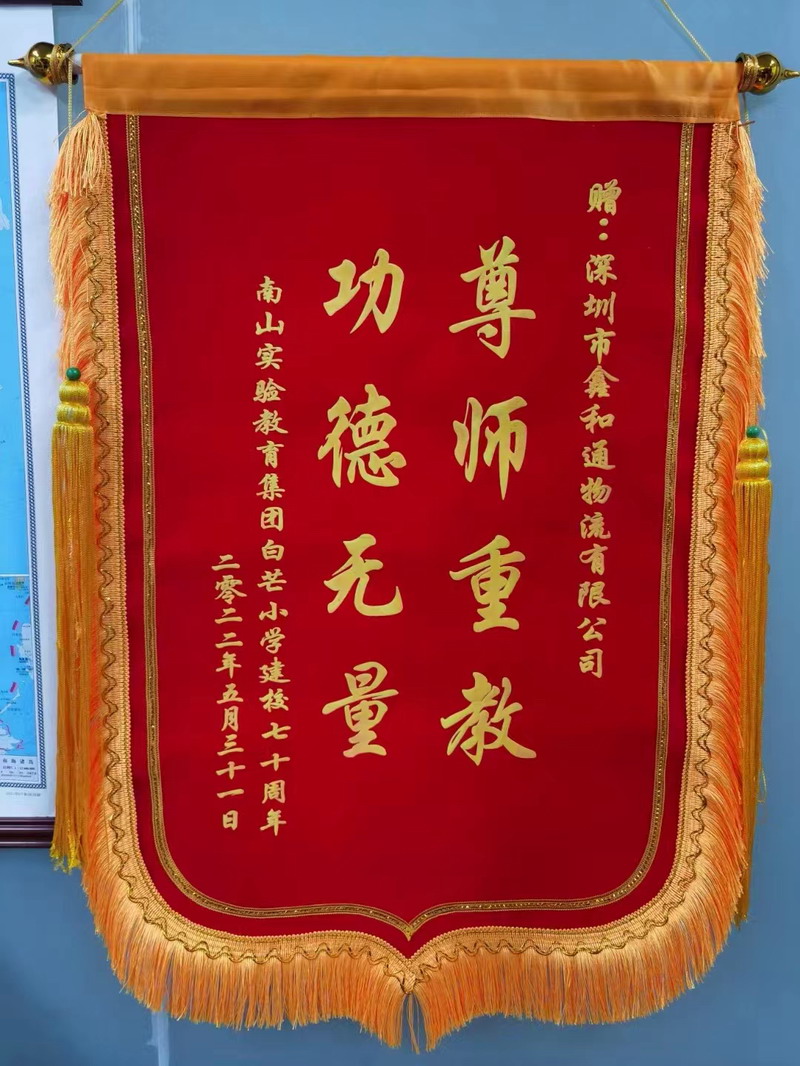 赠：深圳市鑫和通物流有限公司
尊师重教
功德无量
南山实验教育集团白芒小学建校七十周年
二零二二年五月三十一日